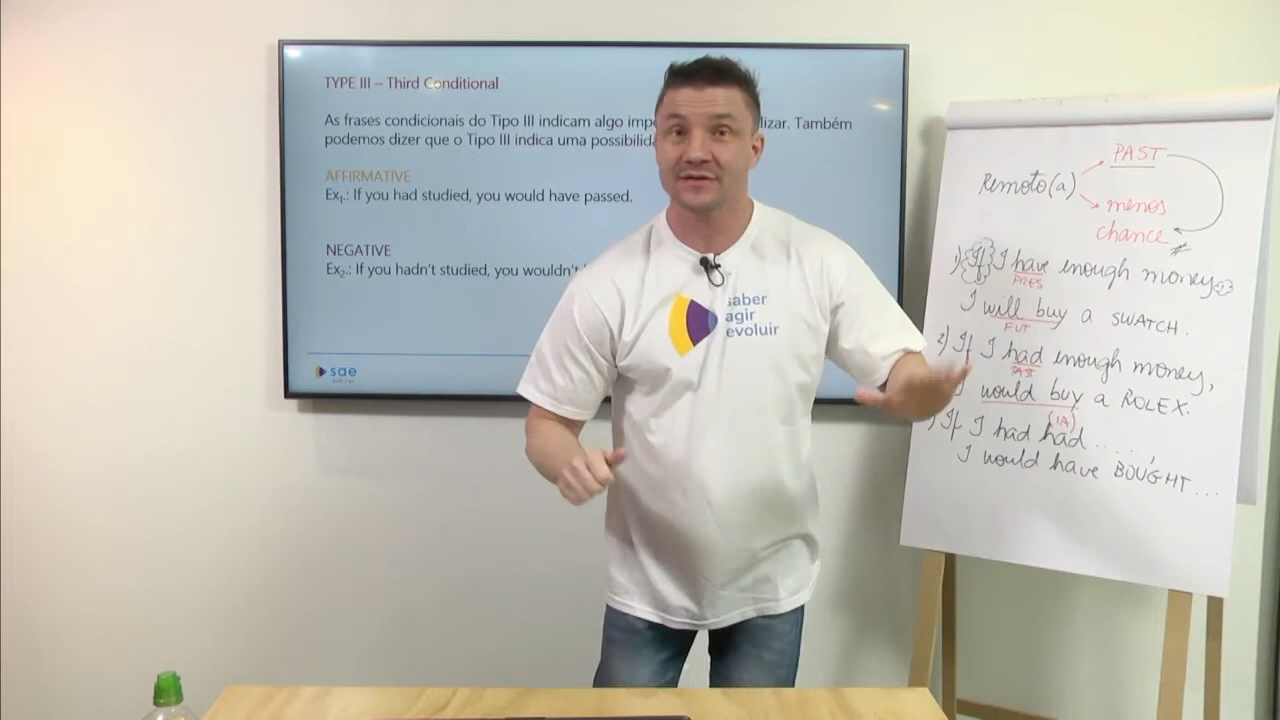 TYPE III – Third Conditional
As frases condicionais do Tipo III indicam algo lizar. Também
podemos dizer que o Tipo III indica uma
AFFIRMATIVE
Ex1.: If you had studied, you would have passed.
NEGATIVE
Ex2.: If you hadn't studied, you wouldn't
sae
DIGITAL
saber
agir
evoluir
PAST
Remoto(a)
menos
chance
1) If I have enough money,
PRES
I will buy a SWATCH.
FUT.
2) If I had enough money,
PAST
would buy a ROLEX.
(IA)
) If I had had ....,
I would have BOUGHT...